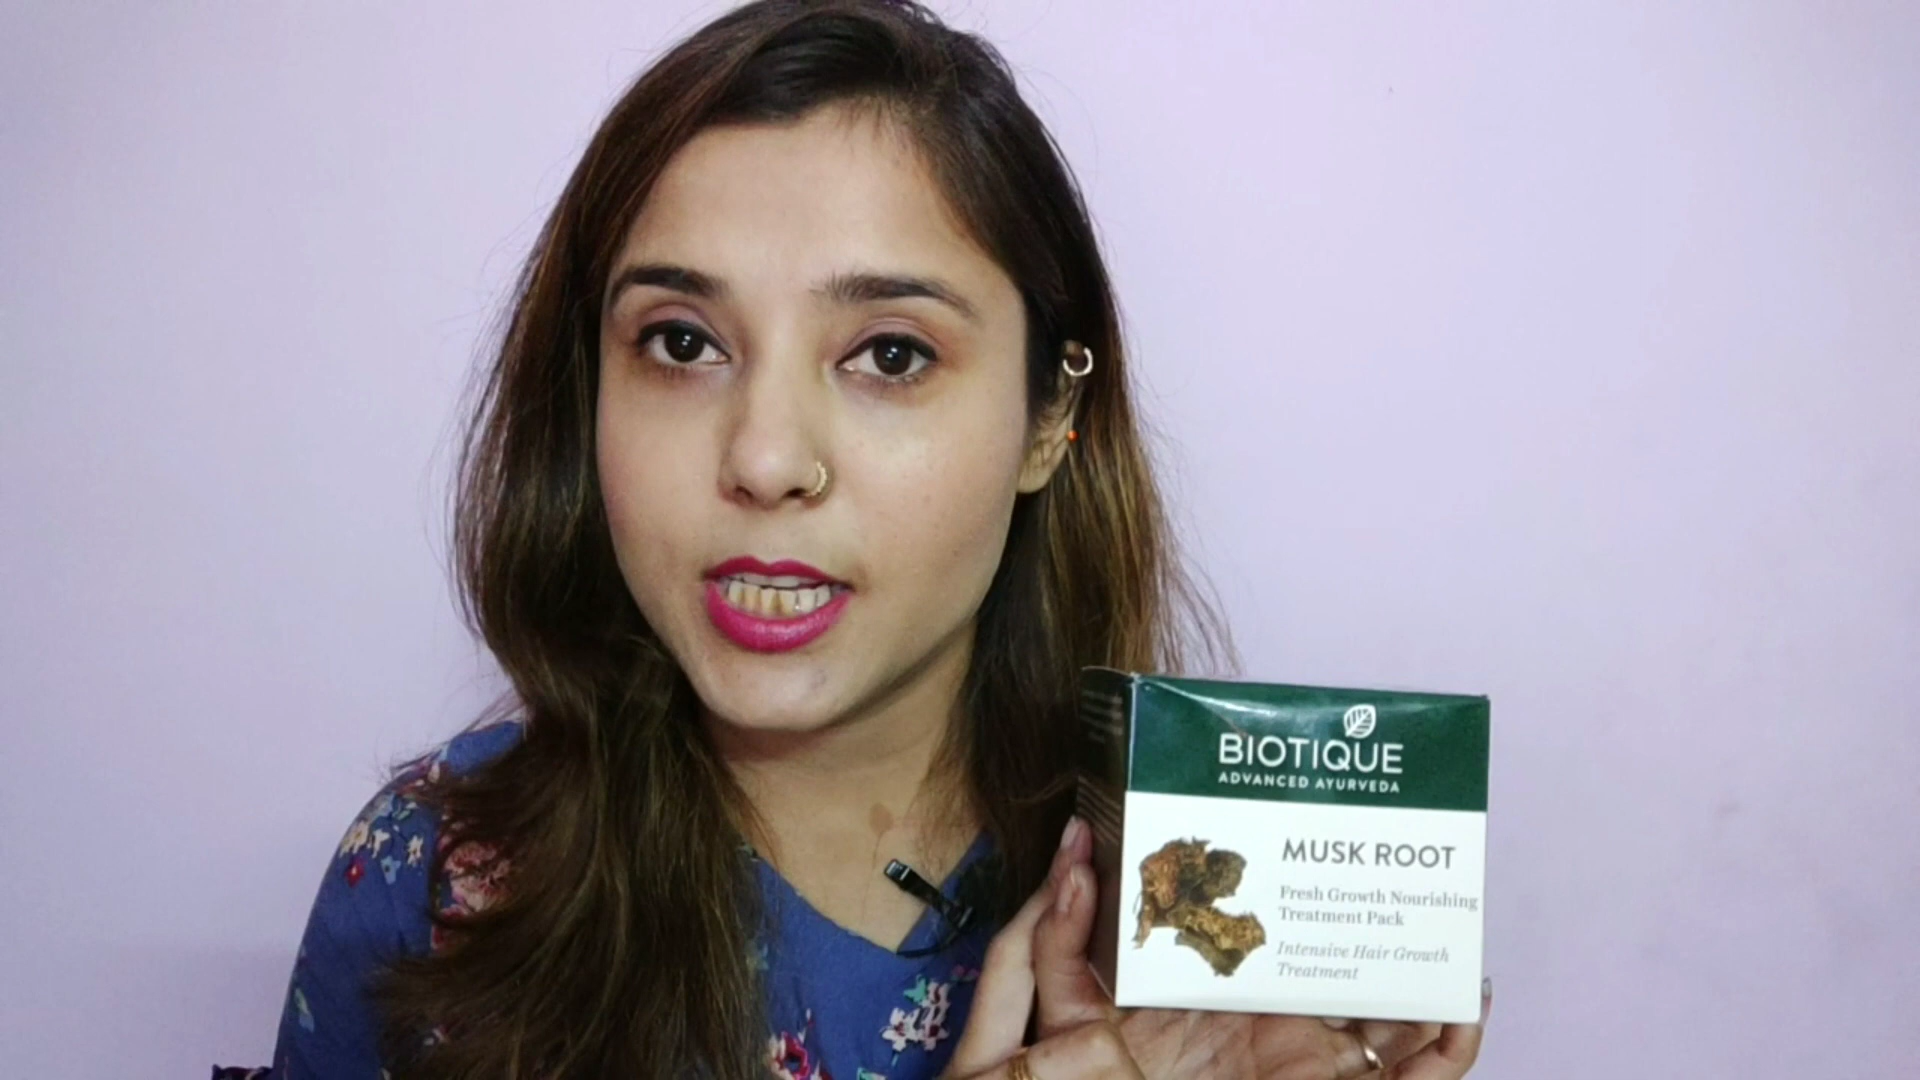 BIOTIQUE
ADVANCED AYURVEDA
MUSK ROOT
Fresh Growth Nourishing
Treatment Pack
Intensive Hair Growth
Treatment